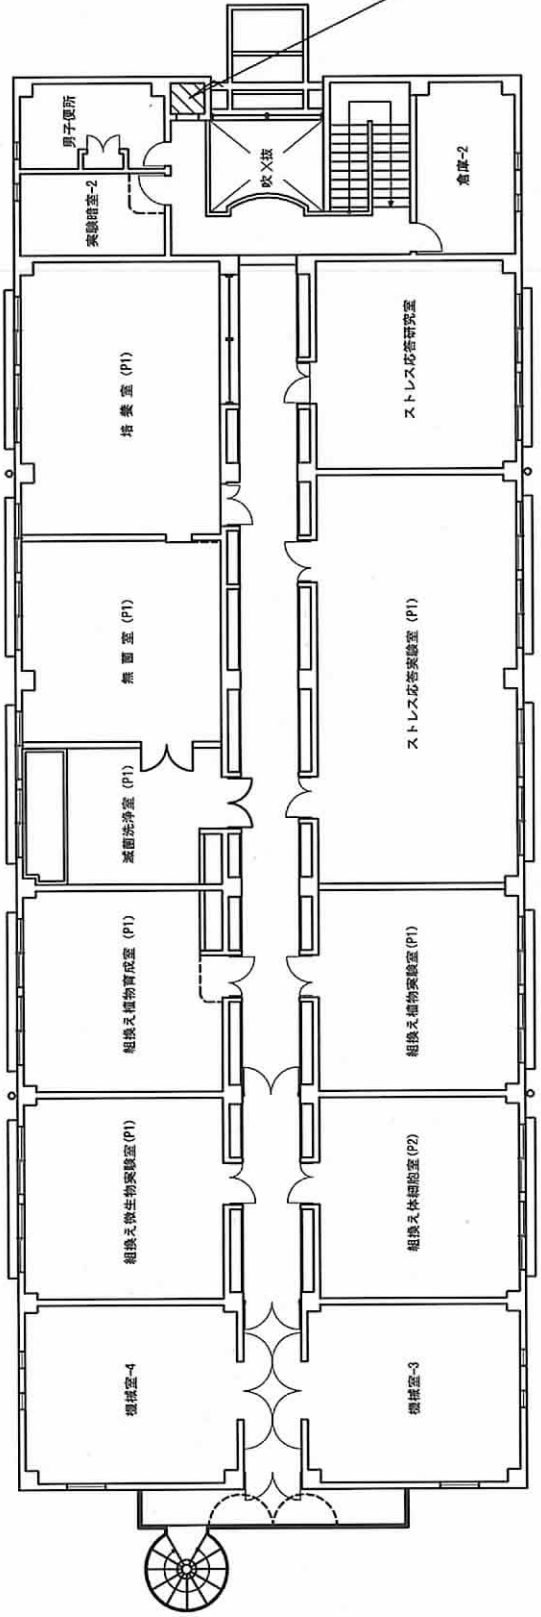 男子便所
実験暗室-2
吹 抜
倉庫-2
培 養 室 (P1)
ストレス応答研究室
無 菌 室 (P1)
ストレス応答実験室 (P1)
滅菌洗浄室 (P1)
組換え植物育成室 (P1)
組換え植物実験室(P1)
組換え微生物実験室(P1)
組換え体細胞室(P2)
機械室-4
機械室-3